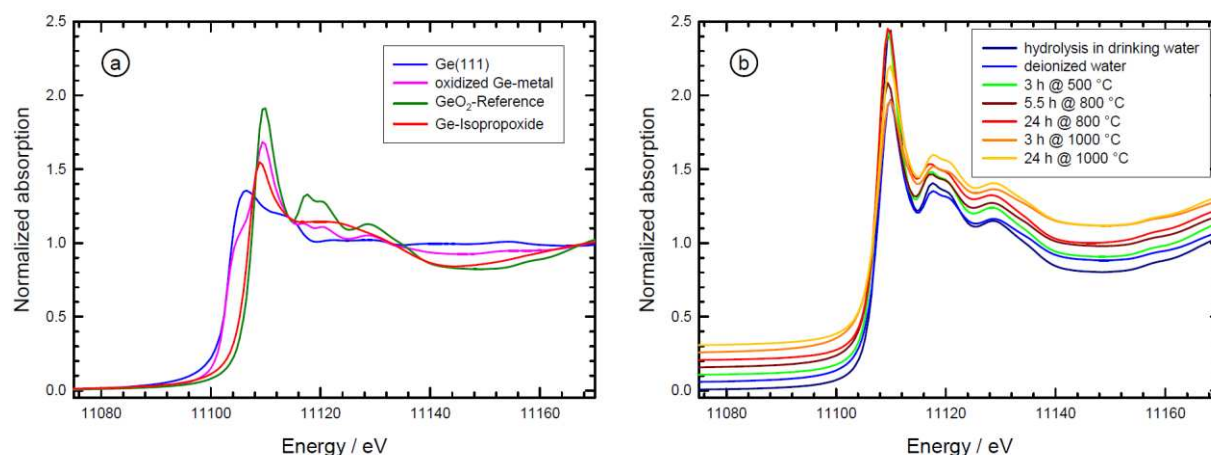 a
Ge(111)
oxidized Ge-metal
GeO₂-Reference
Ge-Isopropoxide
2.5
2.0
1.5
1.0
0.5
0.0
Normalized absorption
11080 11100 11120 11140 11160
Energy / eV
b
hydrolysis in drinking water
deionized water
3 h @ 500 °C
5.5 h @ 800 °C
24 h @ 800 °C
3 h @ 1000 °C
24 h @ 1000 °C
2.5
2.0
1.5
1.0
0.5
0.0
Normalized absorption
11080 11100 11120 11140 11160
Energy / eV